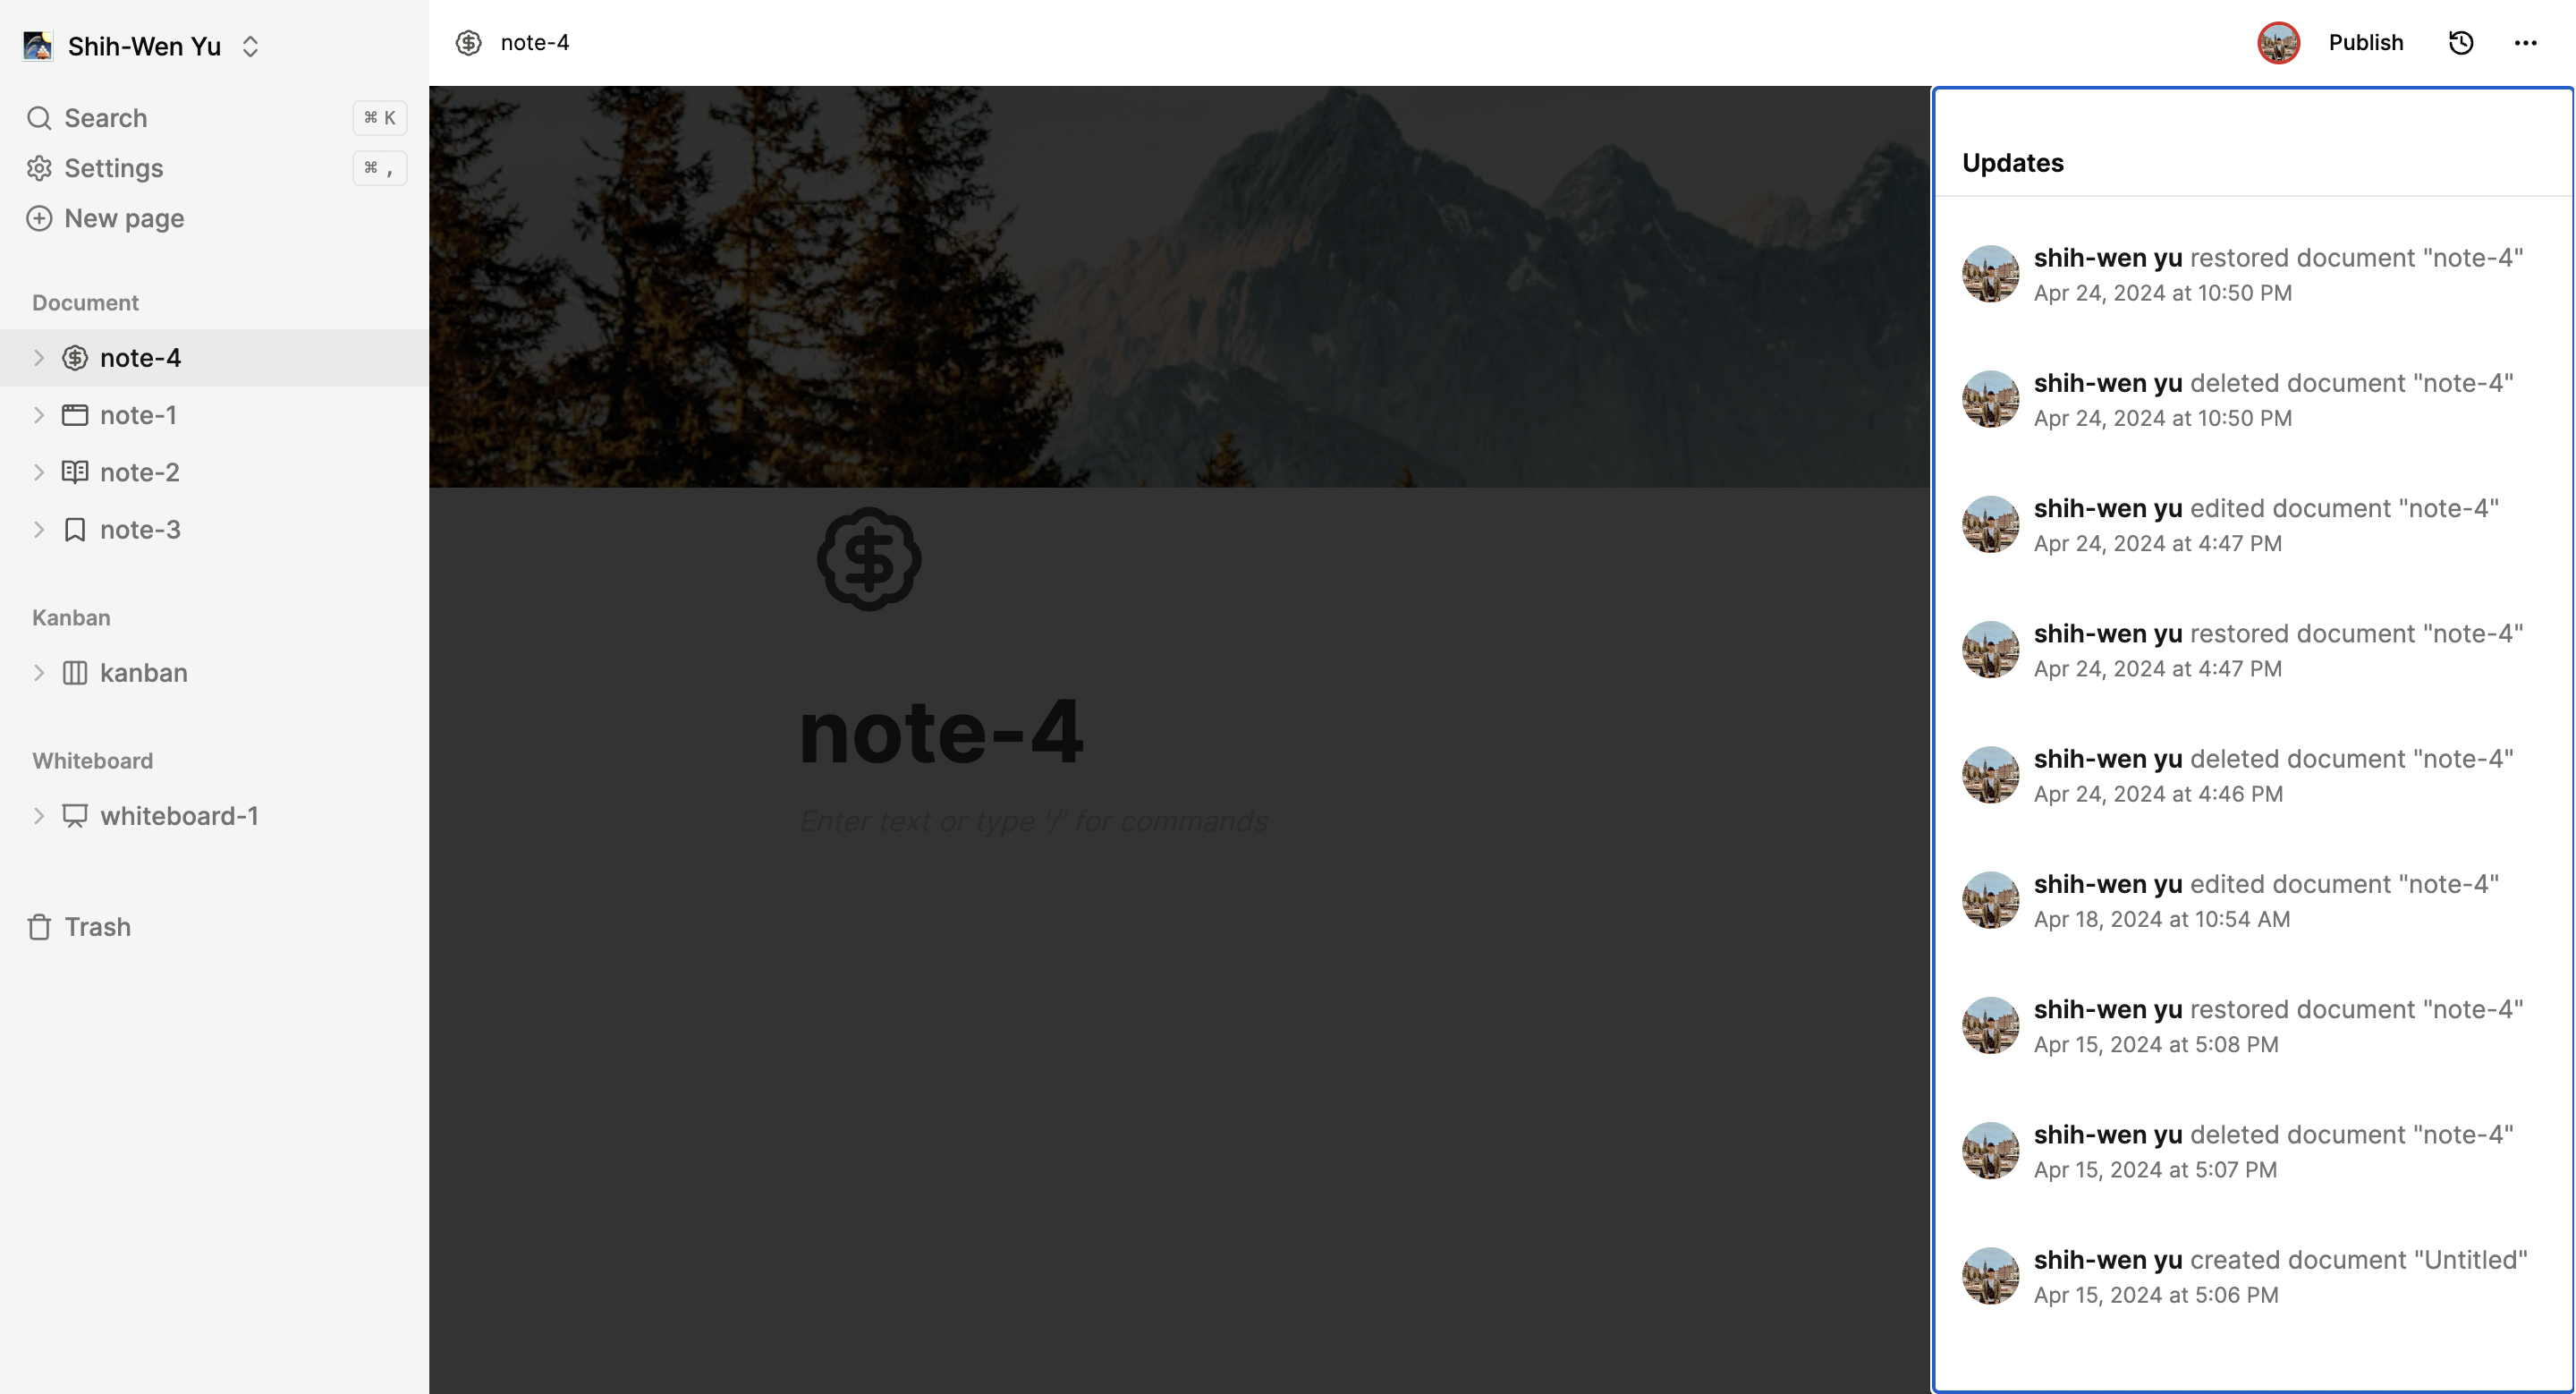 Shih-Wen Yu
Search ⌘ K
Settings ⌘ ,
New page
Document
note-4
note-1
note-2
note-3
Kanban
kanban
Whiteboard
whiteboard-1
Trash
note-4
Publish
note-4
Enter text or type '/' for commands
Updates
shih-wen yu restored document "note-4"
Apr 24, 2024 at 10:50 PM
shih-wen yu deleted document "note-4"
Apr 24, 2024 at 10:50 PM
shih-wen yu edited document "note-4"
Apr 24, 2024 at 4:47 PM
shih-wen yu restored document "note-4"
Apr 24, 2024 at 4:47 PM
shih-wen yu deleted document "note-4"
Apr 24, 2024 at 4:46 PM
shih-wen yu edited document "note-4"
Apr 18, 2024 at 10:54 AM
shih-wen yu restored document "note-4"
Apr 15, 2024 at 5:08 PM
shih-wen yu deleted document "note-4"
Apr 15, 2024 at 5:07 PM
shih-wen yu created document "Untitled"
Apr 15, 2024 at 5:06 PM